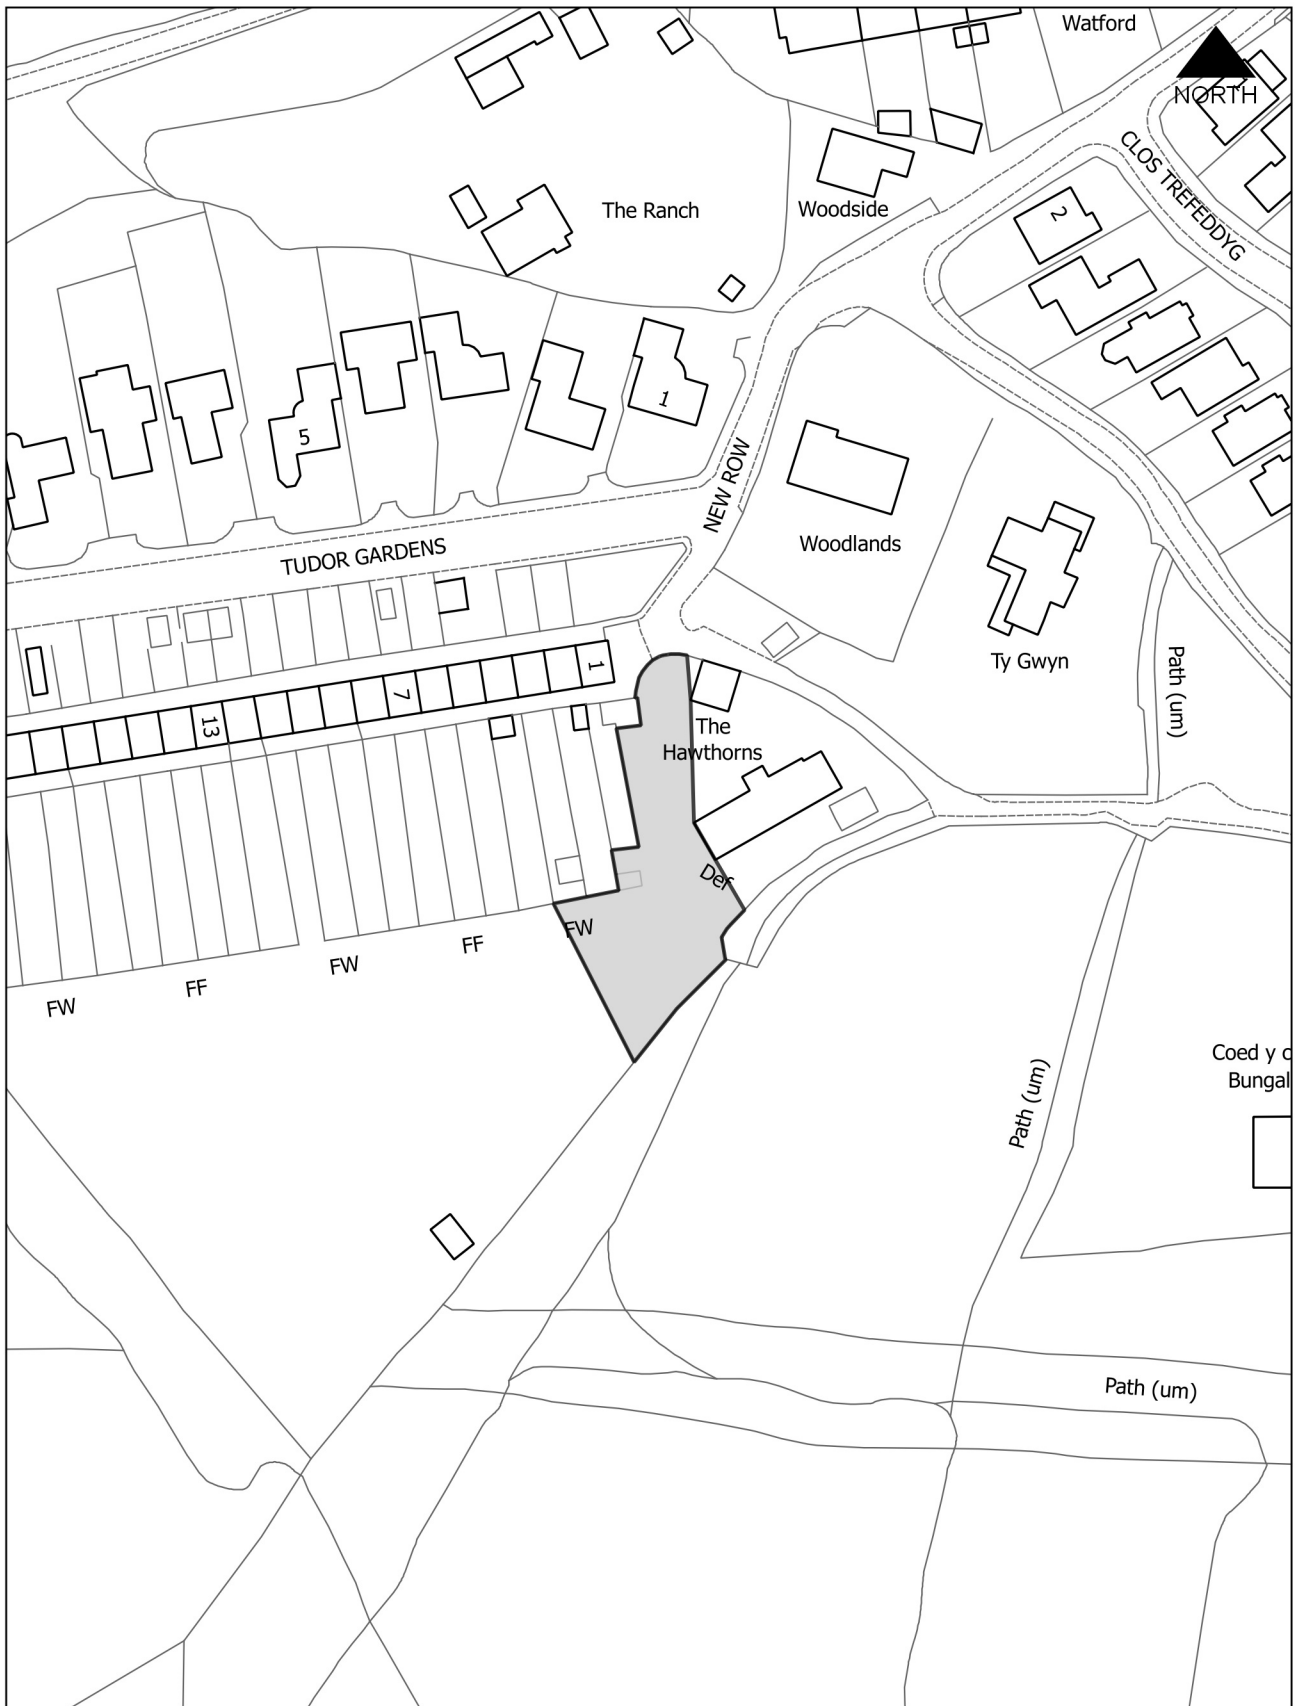 Watford
NORTH
CLOS TREFEDDYG
The Ranch
Woodside
2
1
5
NEW ROW
TUDOR GARDENS
Woodlands
Ty Gwyn
Path (um)
1
7
13
The
Hawthorns
Def
FW
FF
FW
FF
FW
Coed y
Path (um)
Path (um)